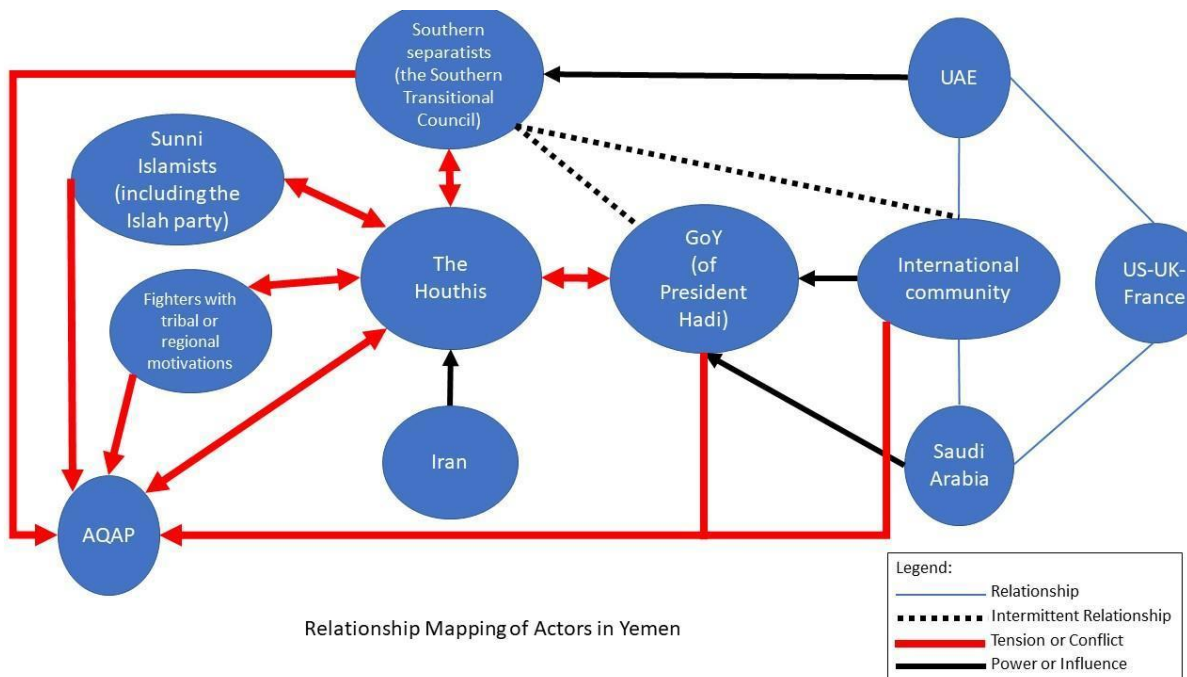 Southern
separatists
(the Southern
Transitional
Council)
UAE
Sunni
Islamists
(including the
Islah party)
The
Houthis
GoY
(of
President
Hadi)
International
community
US-UK-
France
Fighters with
tribal or
regional
motivations
Iran
Saudi
Arabia
AQAP
Legend:
Relationship
Intermittent Relationship
Tension or Conflict
Power or Influence
Relationship Mapping of Actors in Yemen